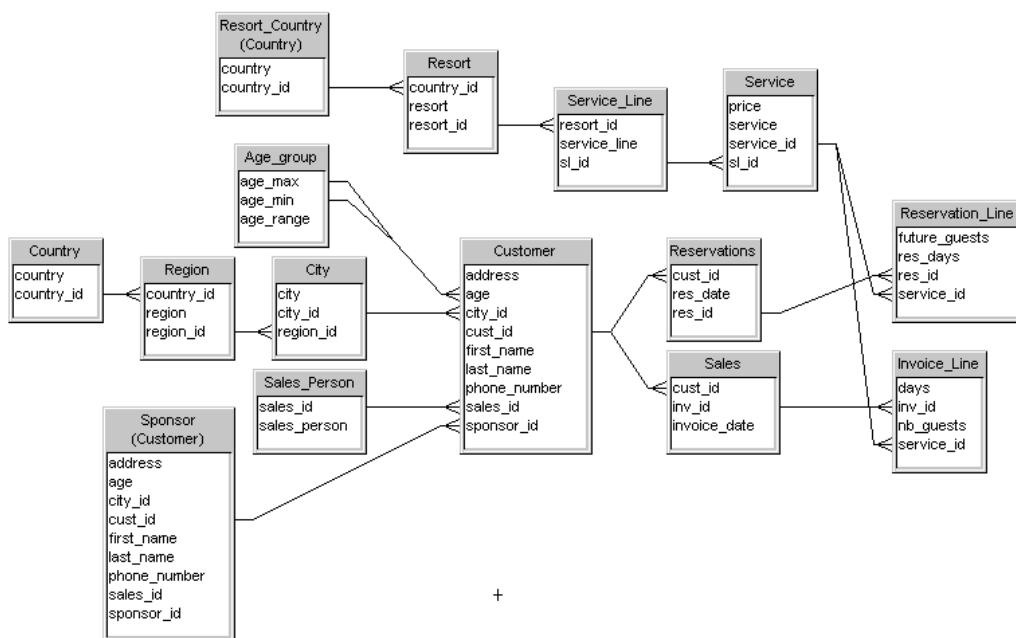 Resort_Country
(Country)
country
country_id
Resort
country_id
resort
resort_id
Service_Line
resort_id
service_line
sl_id
Service
price
service
service_id
sl_id
Age_group
age_max
age_min
age_range
Reservation_Line
future_guests
res_days
res_id
service_id
Country
country
country_id
Region
country_id
region
region_id
City
city
city_id
region_id
Customer
address
age
city_id
cust_id
first_name
last_name
phone_number
sales_id
sponsor_id
Reservations
cust_id
res_date
res_id
Sales
cust_id
inv_id
invoice_date
Invoice_Line
days
inv_id
nb_guests
service_id
Sales_Person
sales_id
sales_person
Sponsor
(Customer)
address
age
city_id
cust_id
first_name
last_name
phone_number
sales_id
sponsor_id